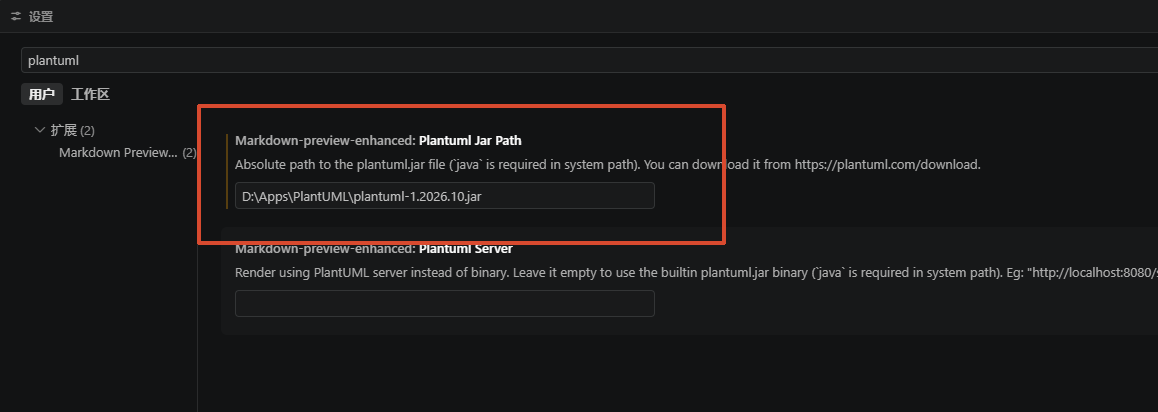 设置
plantuml
用户 工作区
扩展 (2)
Markdown Preview... (2)
Markdown-preview-enhanced: Plantuml Jar Path
Absolute path to the plantuml.jar file (`java` is required in system path). You can download it from https://plantuml.com/download.
D:\Apps\PlantUML\plantuml-1.2026.10.jar
Markdown-preview-enhanced: Plantuml Server
Render using PlantUML server instead of binary. Leave it empty to use the builtin plantuml.jar binary (`java` is required in system path). Eg: "http://localhost:8080/s